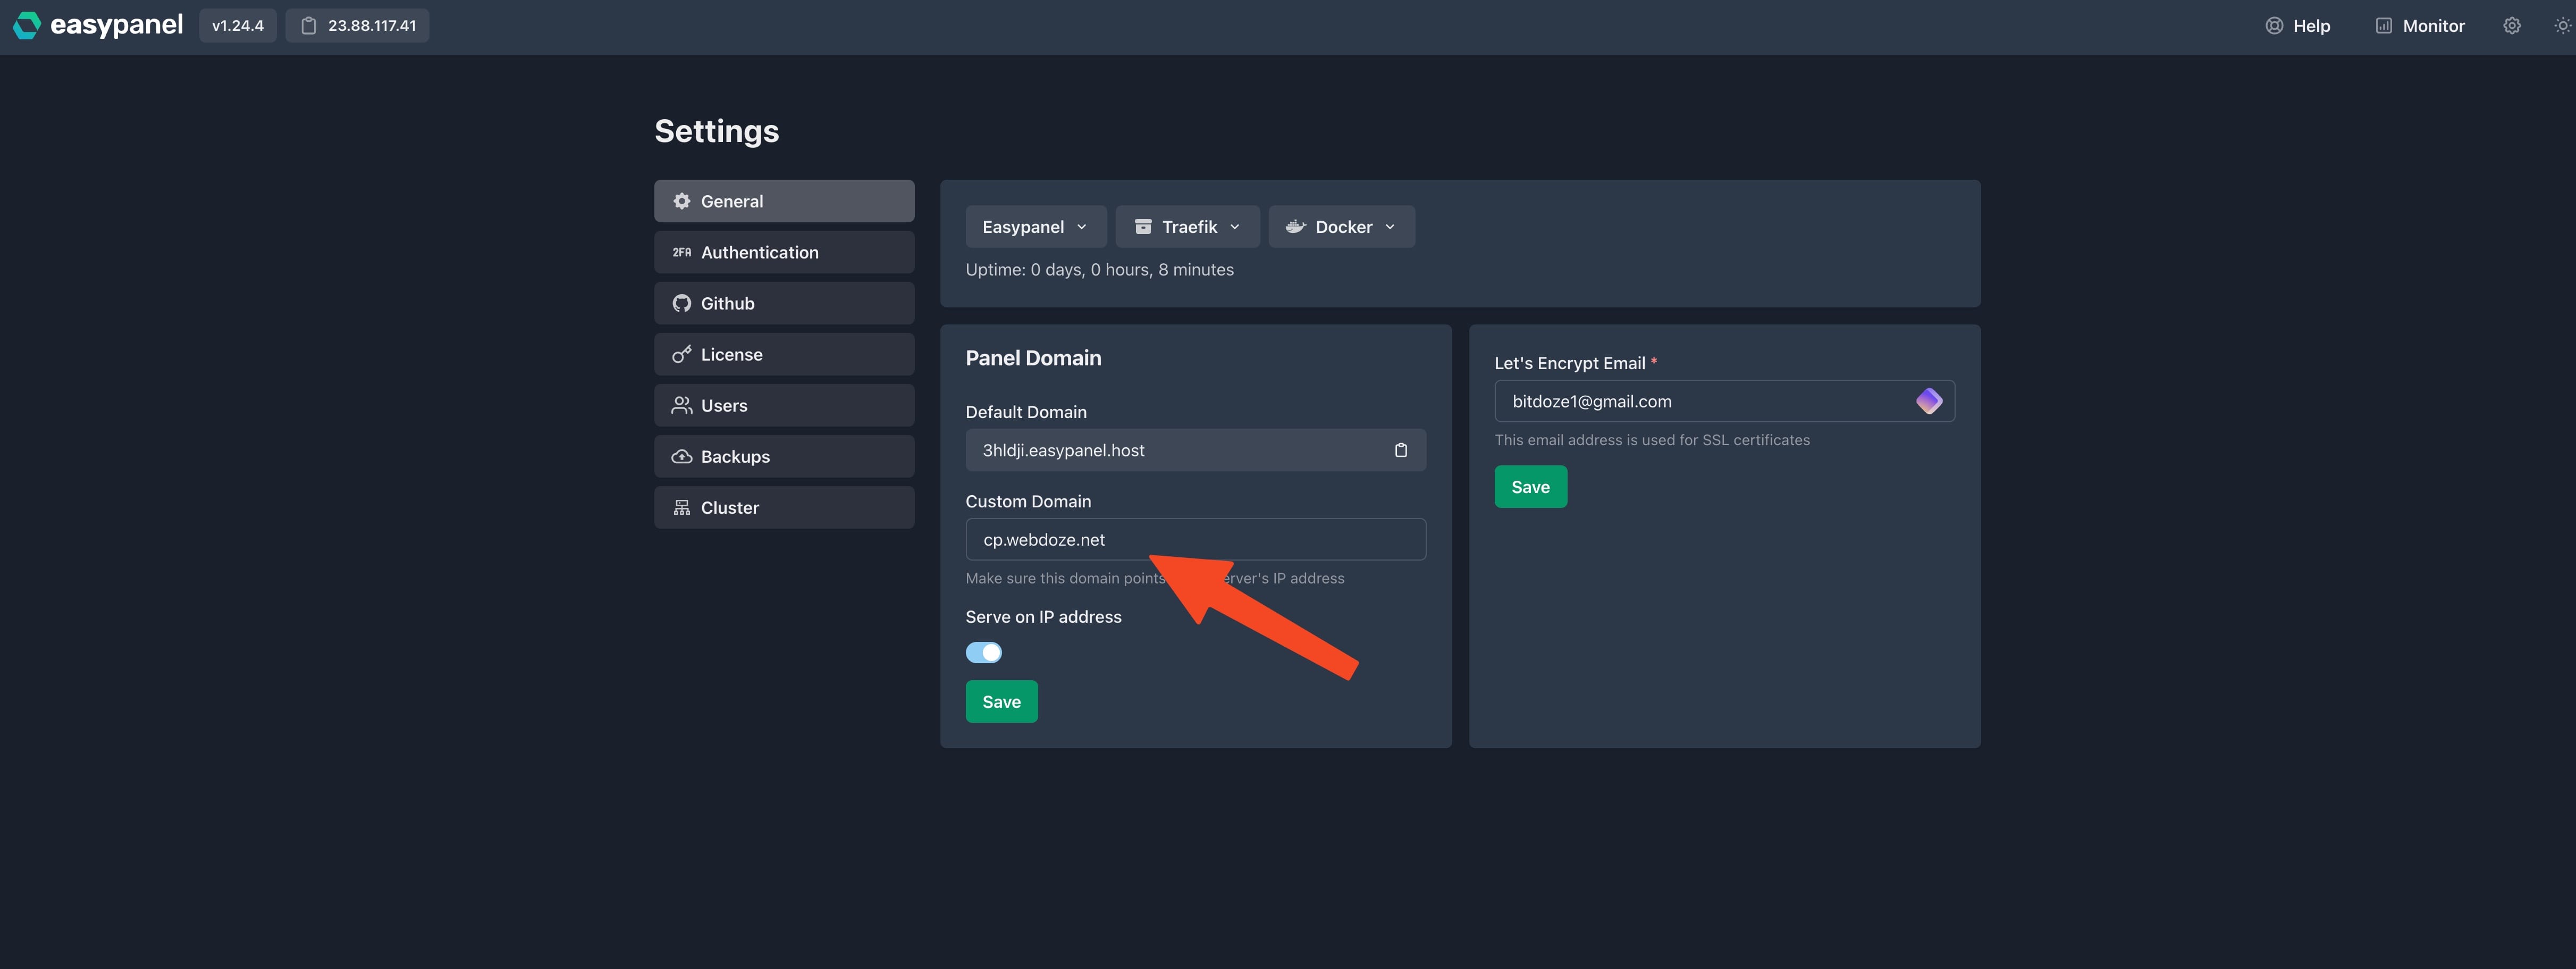 easypanel v1.24.4 23.88.117.41 Help Monitor
Settings
General
2FA Authentication
Github
License
Users
Backups
Cluster
Easypanel Traefik Docker
Uptime: 0 days, 0 hours, 8 minutes
Panel Domain
Default Domain
3hldji.easypanel.host
Custom Domain
cp.webdoze.net
Make sure this domain points erver's IP address
Serve on IP address
Save
Let's Encrypt Email *
bitdoze1@gmail.com
This email address is used for SSL certificates
Save